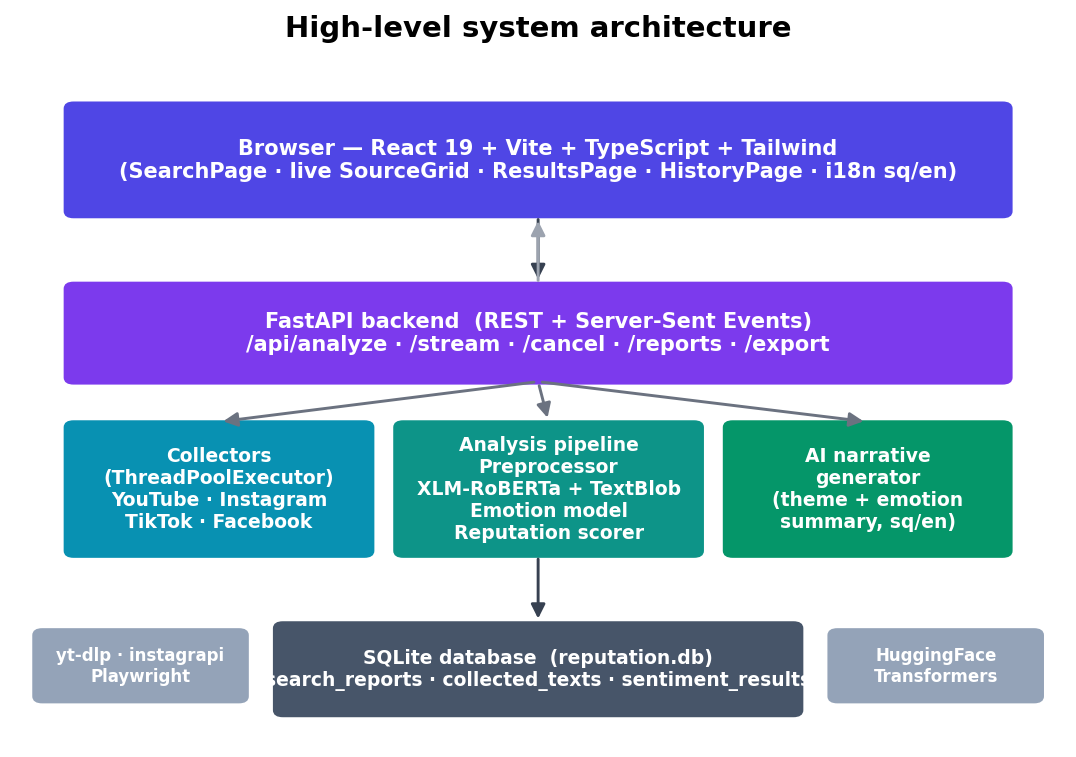 High-level system architecture
Browser — React 19 + Vite + TypeScript + Tailwind
(SearchPage · live SourceGrid · ResultsPage · HistoryPage · i18n sq/en)
FastAPI backend  (REST + Server-Sent Events)
/api/analyze · /stream · /cancel · /reports · /export
Collectors
(ThreadPoolExecutor)
YouTube · Instagram
TikTok · Facebook
Analysis pipeline
Preprocessor
XLM-RoBERTa + TextBlob
Emotion model
Reputation scorer
AI narrative
generator
(theme + emotion
summary, sq/en)
yt-dlp · instagrapi
Playwright
SQLite database  (reputation.db)
search_reports · collected_texts · sentiment_results
HuggingFace
Transformers